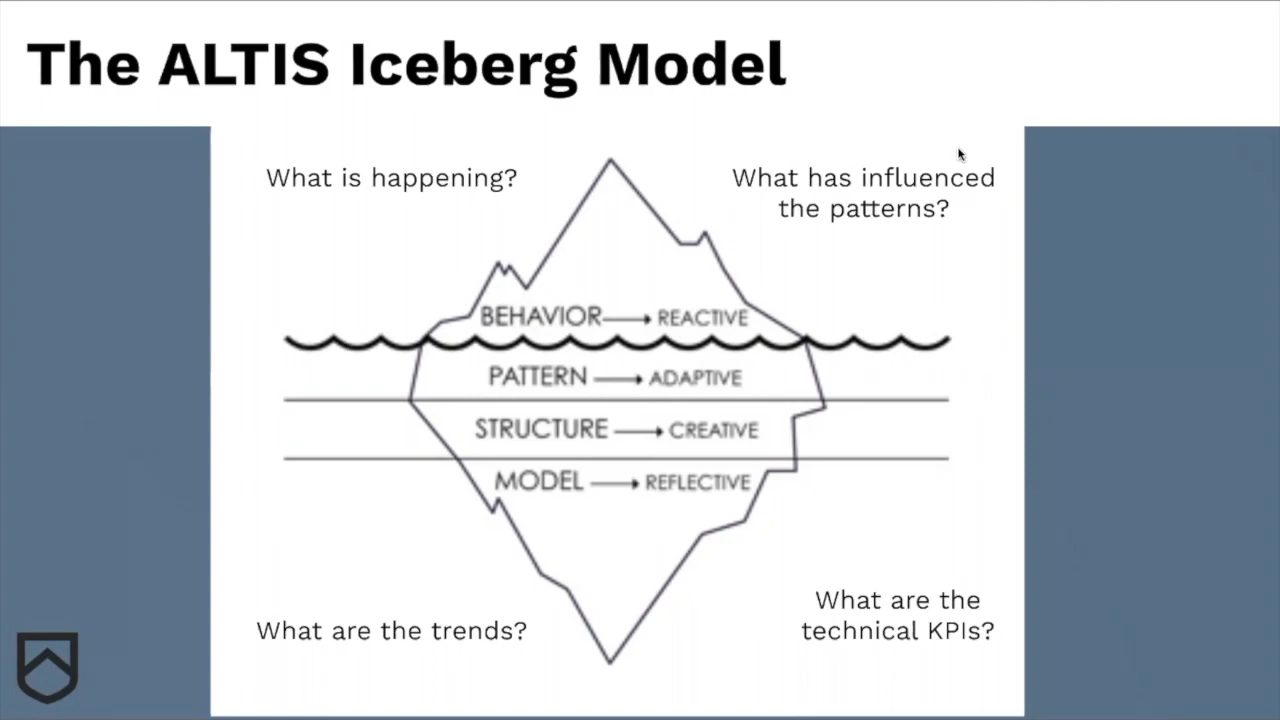 The ALTIS Iceberg Model
What is happening?
What has influenced
the patterns?
BEHAVIOR → REACTIVE
PATTERN → ADAPTIVE
STRUCTURE → CREATIVE
MODEL → REFLECTIVE
What are the trends?
What are the
technical KPIs?